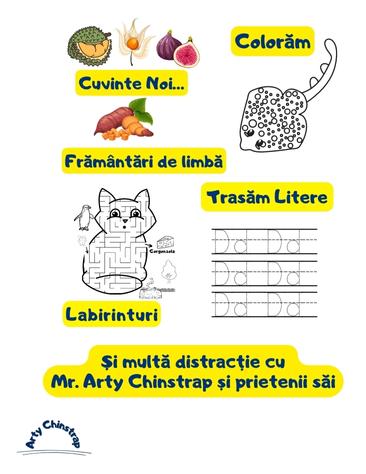 Colorăm
Cuvinte Noi...
Frământări de limbă
Trasăm Litere
Dd Dd
Dd Dd
Dd Dd
Gorgonzola
Labirinturi
Și multă distracție cu
Mr. Arty Chinstrap și prietenii săi
Arty Chinstrap